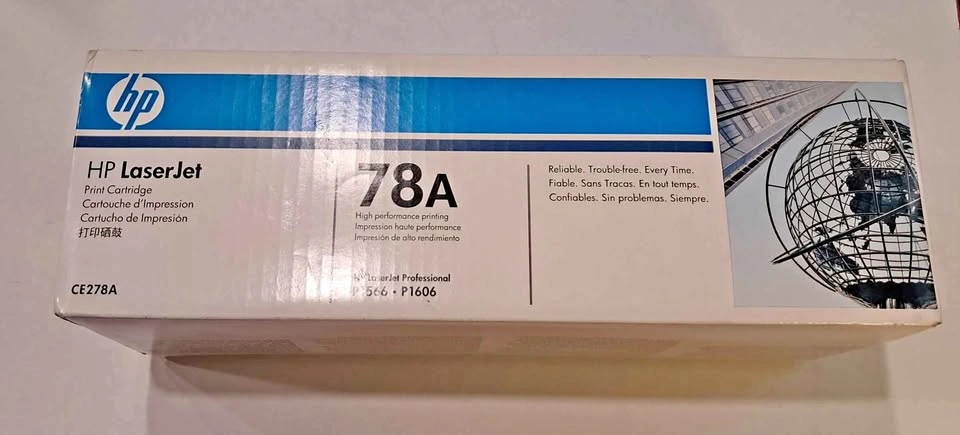 hp
HP LaserJet
Print Cartridge
Cartouche d'Impression
Cartucho de Impresión
打印硒鼓
CE278A
78A
High performance printing
Impression haute performance
Impresión de alto rendimiento
HP LaserJet Professional
P1566 • P1606
Reliable. Trouble-free. Every Time.
Fiable. Sans Tracas. En tout temps.
Confiables. Sin problemas. Siempre.